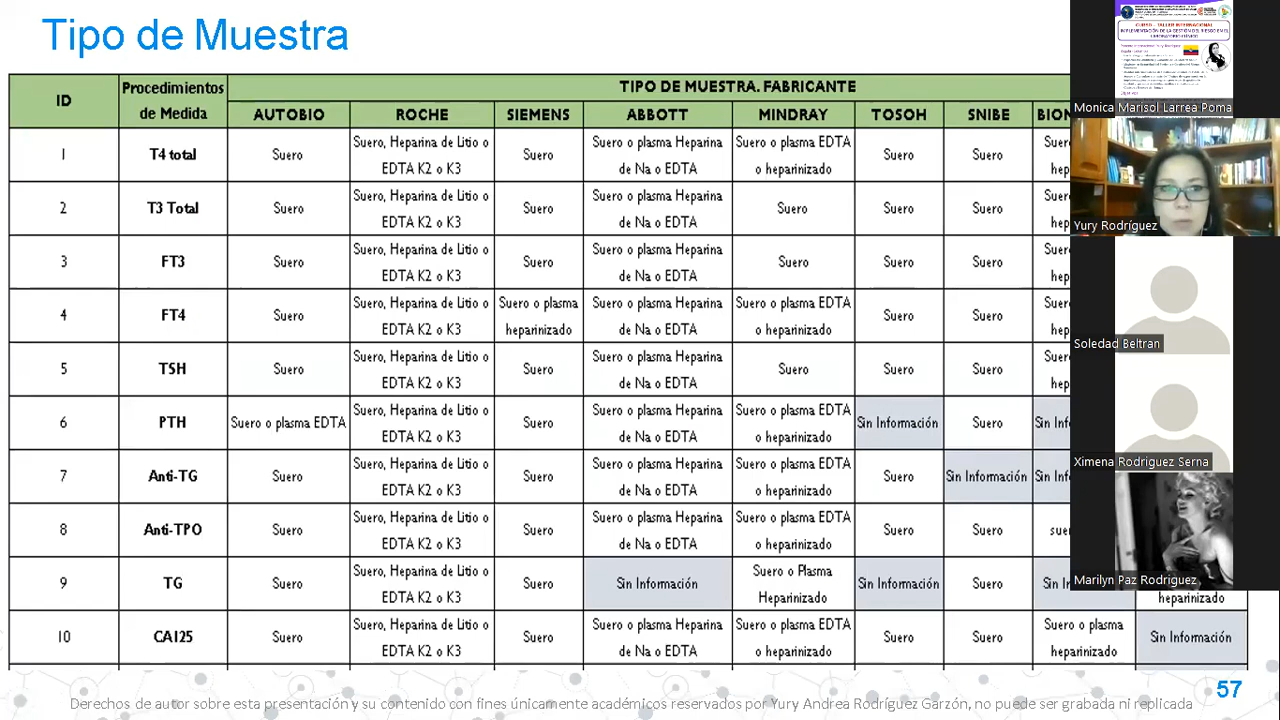 Tipo de Muestra
ID
Procedimientos
de Medida
TIPO DE MUESTRA. FABRICANTE
AUTOBIO ROCHE SIEMENS ABBOTT MINDRAY TOSOH SNIBE
1 T4 total Suero Suero, Heparina de Litio o EDTA K2 o K3 Suero Suero o plasma Heparina de Na o EDTA Suero o plasma EDTA o heparinizado Suero Suero
2 T3 Total Suero Suero, Heparina de Litio o EDTA K2 o K3 Suero Suero o plasma Heparina de Na o EDTA Suero Suero Suero
3 FT3 Suero Suero, Heparina de Litio o EDTA K2 o K3 Suero Suero o plasma Heparina de Na o EDTA Suero Suero Suero
4 FT4 Suero Suero, Heparina de Litio o EDTA K2 o K3 Suero o plasma heparinizado Suero o plasma Heparina de Na o EDTA Suero o plasma EDTA o heparinizado Suero Suero
5 TSH Suero Suero, Heparina de Litio o EDTA K2 o K3 Suero Suero o plasma Heparina de Na o EDTA Suero Suero Suero
6 PTH Suero o plasma EDTA Suero, Heparina de Litio o EDTA K2 o K3 Suero Suero o plasma Heparina de Na o EDTA Suero o plasma EDTA o heparinizado Sin Información Suero
7 Anti-TG Suero Suero, Heparina de Litio o EDTA K2 o K3 Suero Suero o plasma Heparina de Na o EDTA Suero o plasma EDTA o heparinizado Suero Sin Información
8 Anti-TPO Suero Suero, Heparina de Litio o EDTA K2 o K3 Suero Suero o plasma Heparina de Na o EDTA Suero o plasma EDTA o heparinizado Suero Suero
9 TG Suero Suero, Heparina de Litio o EDTA K2 o K3 Suero Sin Información Suero o Plasma Heparinizado Sin Información Suero heparinizado
10 CA125 Suero Suero, Heparina de Litio o EDTA K2 o K3 Suero Suero o plasma Heparina de Na o EDTA Suero o plasma EDTA o heparinizado Suero Suero Suero o plasma heparinizado Sin Información
57
Derechos de autor sobre esta presentación y su contenido con fines únicamente académicos reservados por Yury Andrea Rodríguez Garzón, no puede ser grabada ni replicada
CURSO - TALLER INTERNACIONAL
IMPLEMENTACIÓN DE LA GESTIÓN DEL RIESGO EN EL
LABORATORIO CLÍNICO
Monica Marisol Larrea Poma
Yury Rodríguez
Soledad Beltran
Ximena Rodriguez Serna
Marilyn Paz Rodríguez